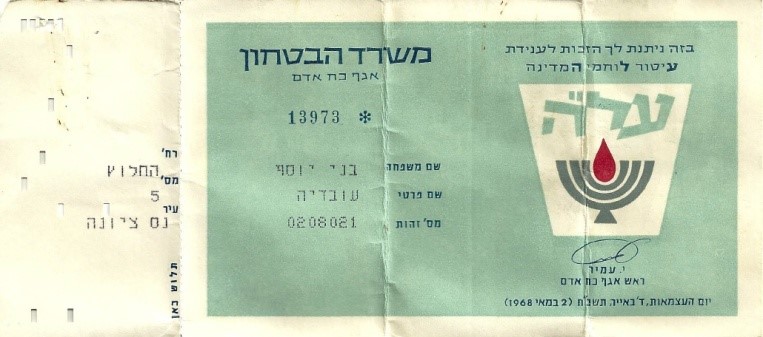 בזה ניתנת לך הזכות לענידת
עיטור לוחמי המדינה
על״ה
י. עמיר
ראש אגף כח אדם
יום העצמאות, ד׳ באייר תשכ״ח (2 במאי 1968)
משרד הבטחון
אגף כח אדם
13973 *
שם משפחה בני יוסף
שם פרטי עובדיה
מס׳ זהות 0208021
רח׳ החלוץ
מס׳ 5
עיר נס ציונה
תלוש כאן